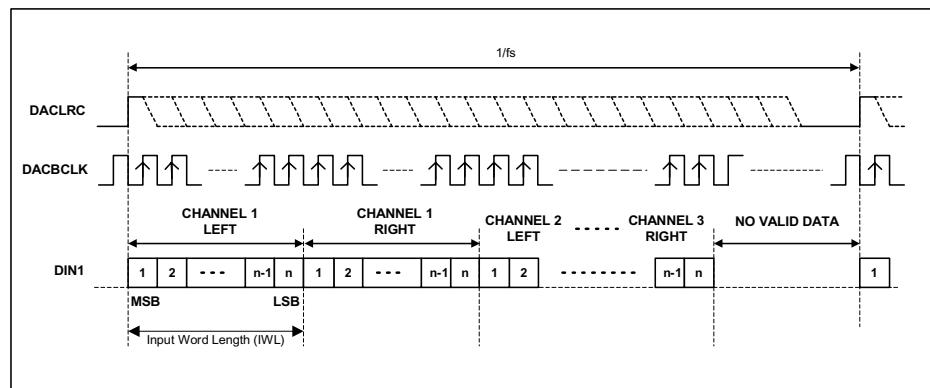 1/fs
DACLRC
DACBCLK
CHANNEL 1
LEFT
CHANNEL 1
RIGHT
CHANNEL 2
LEFT
CHANNEL 3
RIGHT
NO VALID DATA
DIN1
1 2 n-1 n 1 2 n-1 n 1 2 n-1 n 1
MSB LSB
Input Word Length (IWL)